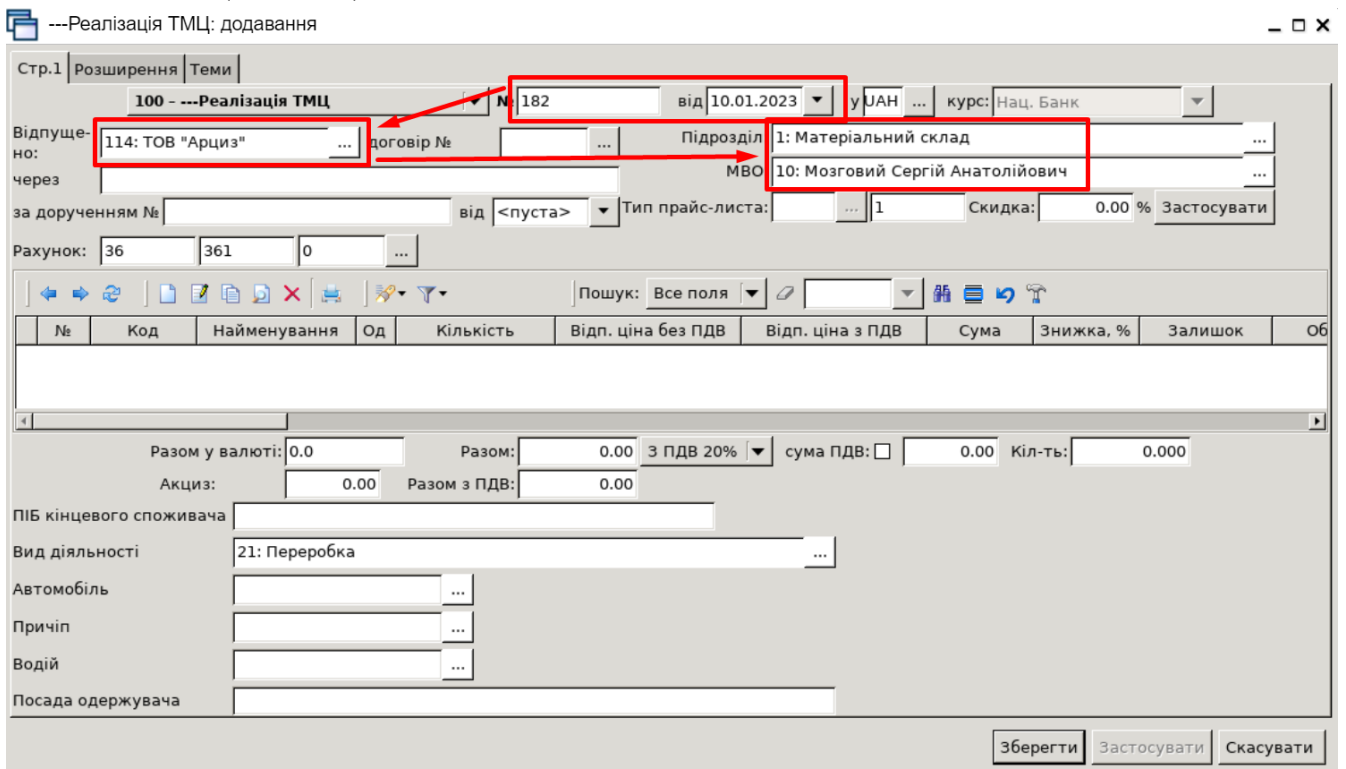 ---Реалізація ТМЦ: додавання
Стр.1 Розширення Теми
100 - ---Реалізація ТМЦ № 182 від 10.01.2023 у UAH ... курс: Нац. Банк
Відпуще-
но: 114: ТОВ "Арциз" ... договір № ... Підрозділ 1: Матеріальний склад ...
через МВО 10: Мозговий Сергій Анатолійович ...
за дорученням № від <пуста> Тип прайс-листа: ... 1 Скидка: 0.00 % Застосувати
Рахунок: 36 361 0 ...
Пошук: Все поля
№ Код Найменування Од Кількість Відп. ціна без ПДВ Відп. ціна з ПДВ Сума Знижка, % Залишок Об
Разом у валюті: 0.0 Разом: 0.00 З ПДВ 20% сума ПДВ: 0.00 Кіл-ть: 0.000
Акциз: 0.00 Разом з ПДВ: 0.00
ПІБ кінцевого споживача
Вид діяльності 21: Переробка ...
Автомобіль ...
Причіп ...
Водій ...
Посада одержувача
Зберегти Застосувати Скасувати